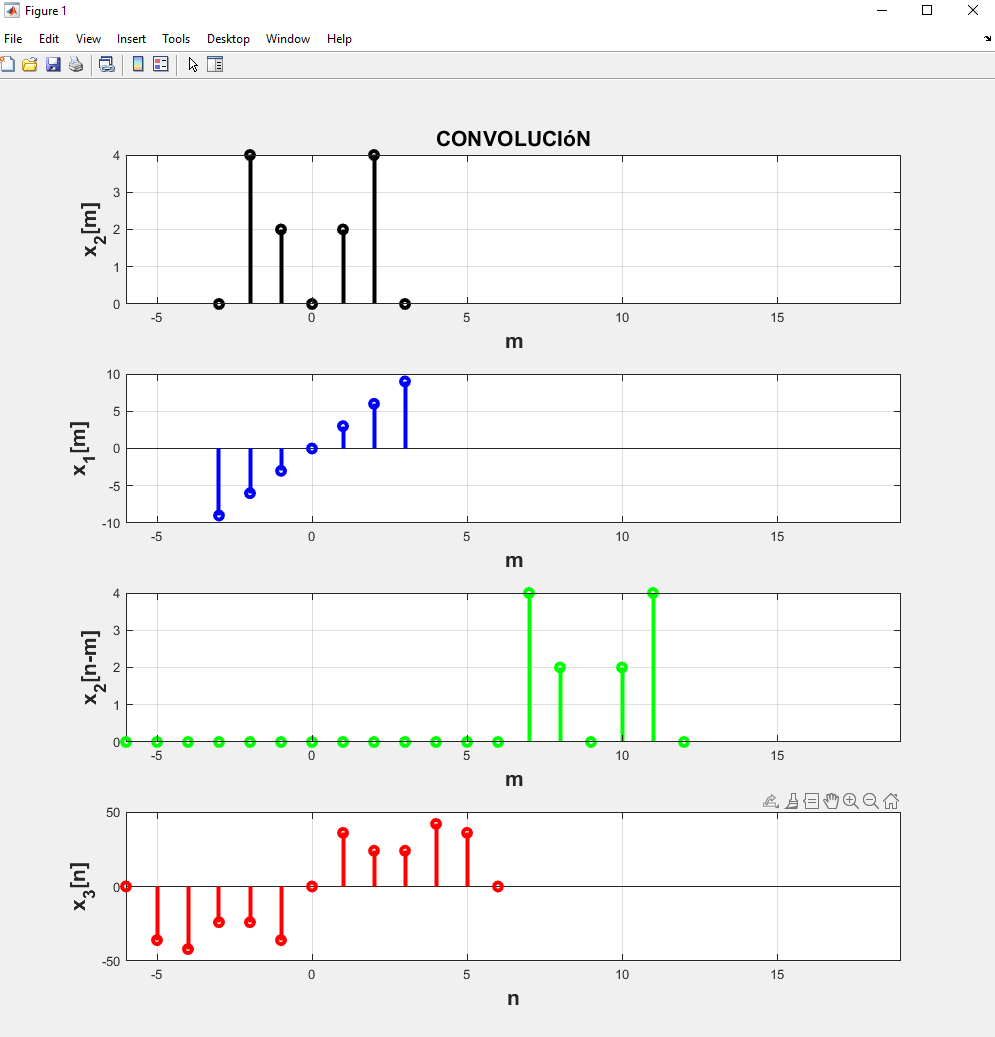 Figure 1
File Edit View Insert Tools Desktop Window Help
CONVOLUCIóN
x2[m]
4
3
2
1
0
-5 0 5 10 15
m
x1[m]
10
5
0
-5
-10
-5 0 5 10 15
m
x2[n-m]
4
3
2
1
0
-5 0 5 10 15
m
x3[n]
50
0
-50
-5 0 5 10 15
n